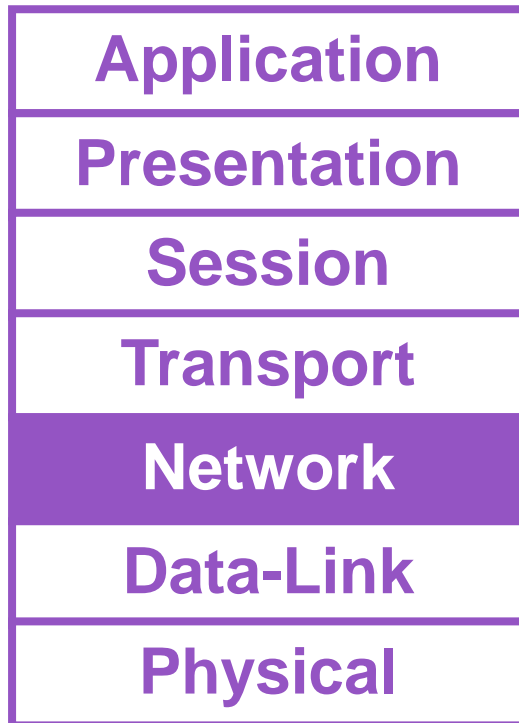 Application
Presentation
Session
Transport
Network
Data-Link
Physical